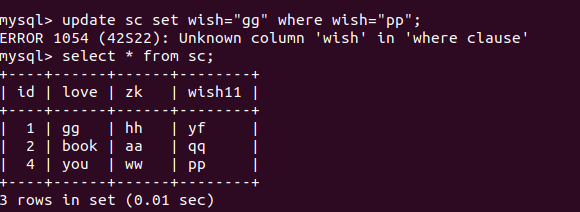 mysql> update sc set wish="gg" where wish="pp";
ERROR 1054 (42S22): Unknown column 'wish' in 'where clause'
mysql> select * from sc;
+----+------+------+--------+
| id | love | zk   | wish11 |
+----+------+------+--------+
|  1 | gg   | hh   | yf     |
|  2 | book | aa   | qq     |
|  4 | you  | ww   | pp     |
+----+------+------+--------+
3 rows in set (0.01 sec)